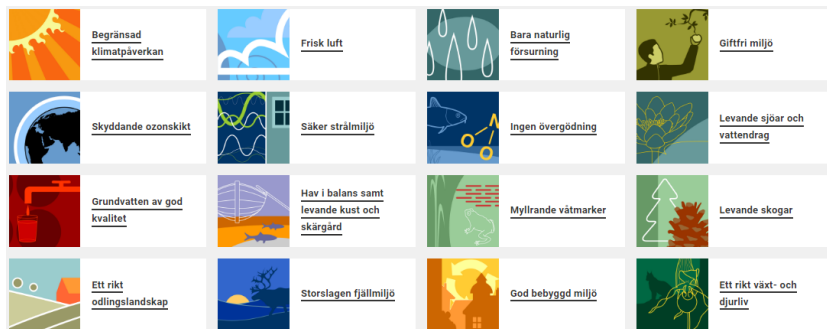 Begränsad
klimatpåverkan
Frisk luft
Bara naturlig
försurning
Giftfri miljö
Skyddande ozonskikt
Säker strålmiljö
Ingen övergödning
N
O
O
Levande sjöar och
vattendrag
Grundvatten av god
kvalitet
Hav i balans samt
levande kust och
skärgård
Myllrande våtmarker
Levande skogar
Ett rikt
odlingslandskap
Storslagen fjällmiljö
God bebyggd miljö
Ett rikt växt- och
djurliv